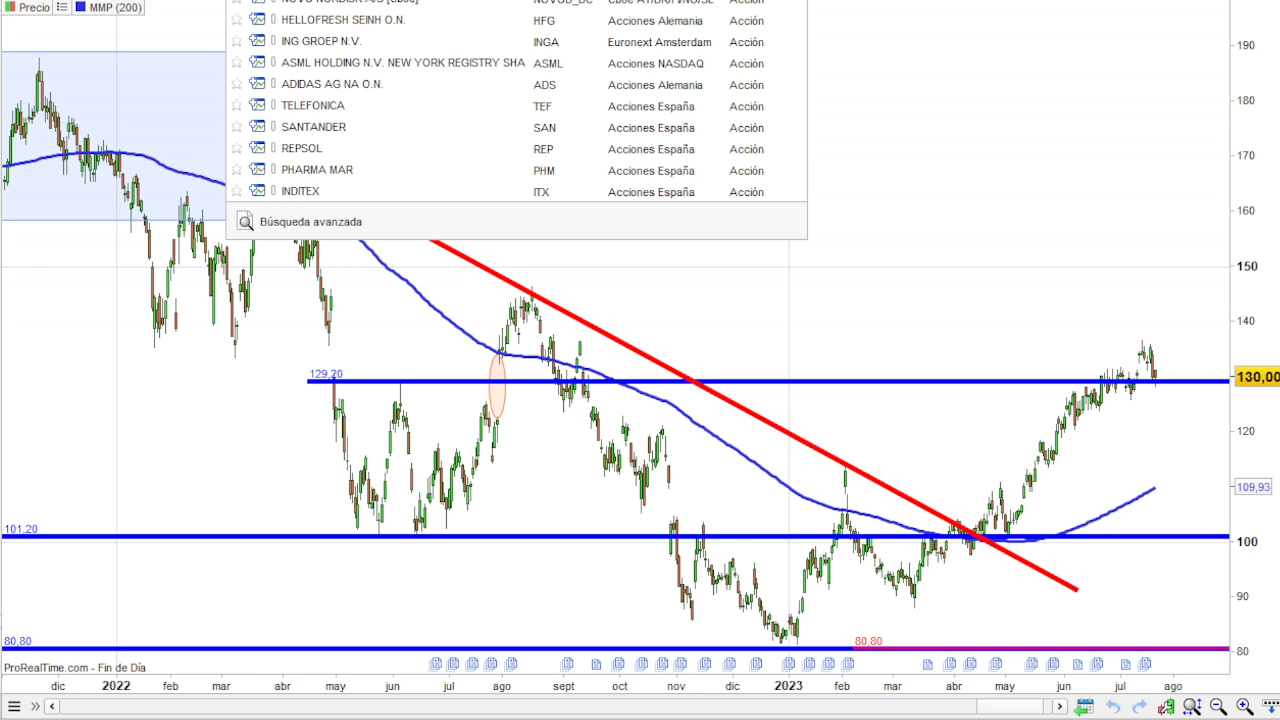 Precio MMP (200)
HELLOFRESH SEINH O.N. HFG Acciones Alemania Acción
ING GROEP N.V. INGA Euronext Amsterdam Acción
ASML HOLDING N.V. NEW YORK REGISTRY SHA ASML Acciones NASDAQ Acción
ADIDAS AG NA O.N. ADS Acciones Alemania Acción
TELEFONICA TEF Acciones España Acción
SANTANDER SAN Acciones España Acción
REPSOL REP Acciones España Acción
PHARMA MAR PHM Acciones España Acción
INDITEX ITX Acciones España Acción
Búsqueda avanzada
190
180
170
160
150
140
129,20
130,00
120
109,93
101,20
100
90
80,80
80,80
80
ProRealTime.com - Fin de Día
dic 2022 feb mar abr may jun jul ago sept oct nov dic 2023 feb mar abr may jun jul ago